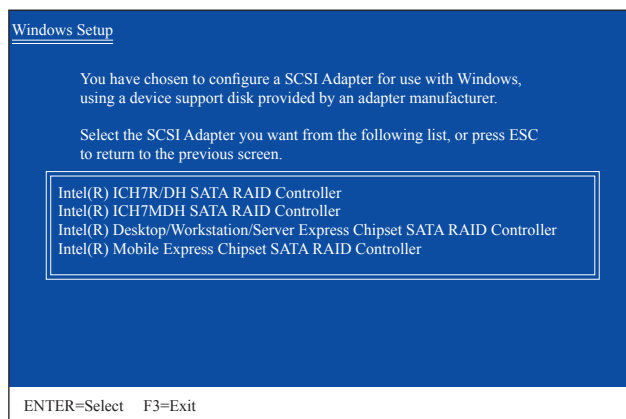 Windows Setup
You have chosen to configure a SCSI Adapter for use with Windows,
using a device support disk provided by an adapter manufacturer.
Select the SCSI Adapter you want from the following list, or press ESC
to return to the previous screen.
Intel(R) ICH7R/DH SATA RAID Controller
Intel(R) ICH7MDH SATA RAID Controller
Intel(R) Desktop/Workstation/Server Express Chipset SATA RAID Controller
Intel(R) Mobile Express Chipset SATA RAID Controller
ENTER=Select F3=Exit